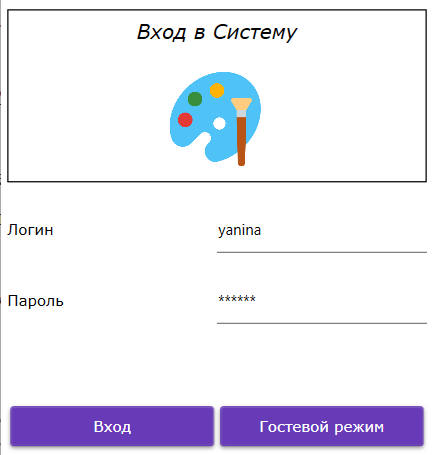 Вход в Систему
Логин yanina
Пароль ******
Вход Гостевой режим